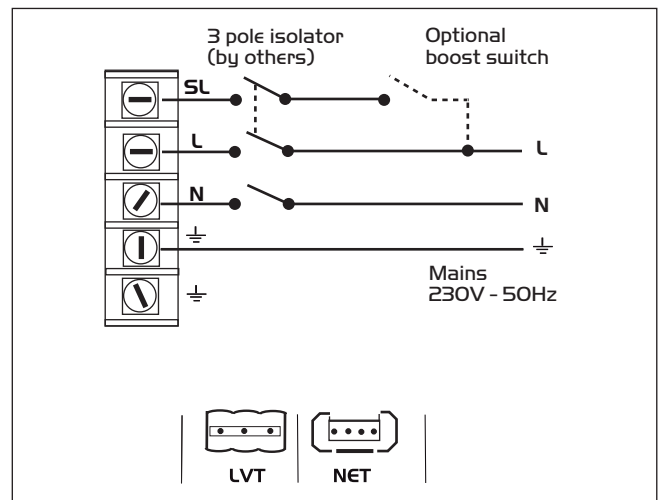 3 pole isolator
(by others)
Optional
boost switch
SL
L
L
N
N
Mains
230V - 50Hz
LVT
NET